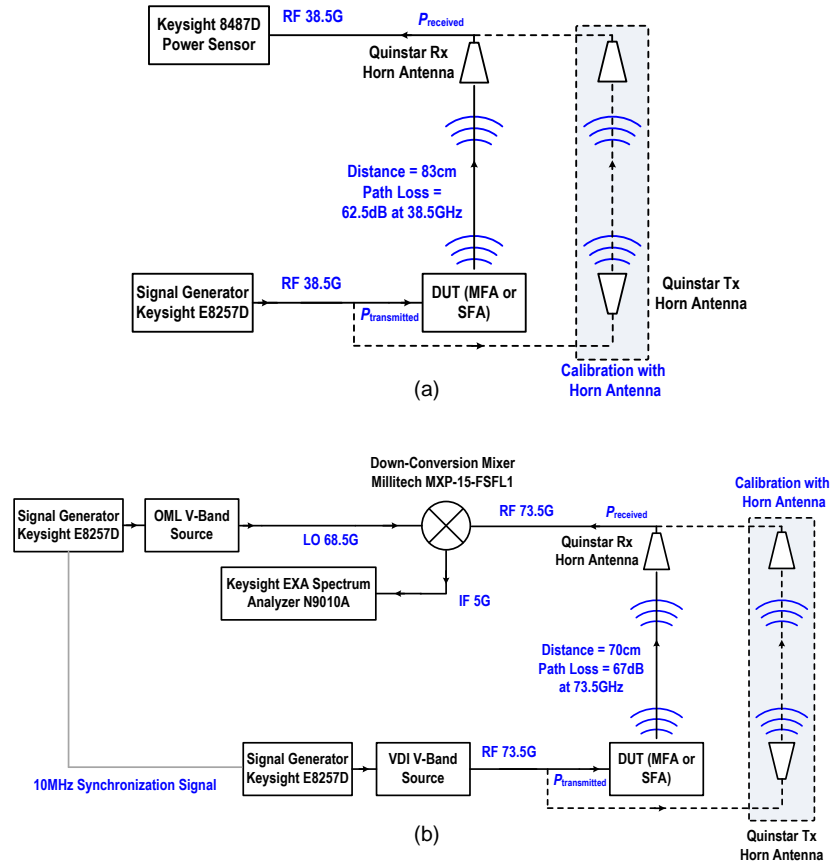 Keysight 8487D
Power Sensor
RF 38.5G
Preceived
Quinstar Rx
Horn Antenna
Distance = 83cm
Path Loss =
62.5dB at 38.5GHz
Signal Generator
Keysight E8257D
RF 38.5G
Ptransmitted
DUT (MFA or
SFA)
Quinstar Tx
Horn Antenna
Calibration with
Horn Antenna
(a)
Down-Conversion Mixer
Millitech MXP-15-FSFL1
Calibration with
Horn Antenna
Signal Generator
Keysight E8257D
OML V-Band
Source
LO 68.5G
RF 73.5G
Preceived
Quinstar Rx
Horn Antenna
Keysight EXA Spectrum
Analyzer N9010A
IF 5G
Distance = 70cm
Path Loss = 67dB
at 73.5GHz
10MHz Synchronization Signal
Signal Generator
Keysight E8257D
VDI V-Band
Source
RF 73.5G
Ptransmitted
DUT (MFA or
SFA)
Quinstar Tx
Horn Antenna
(b)